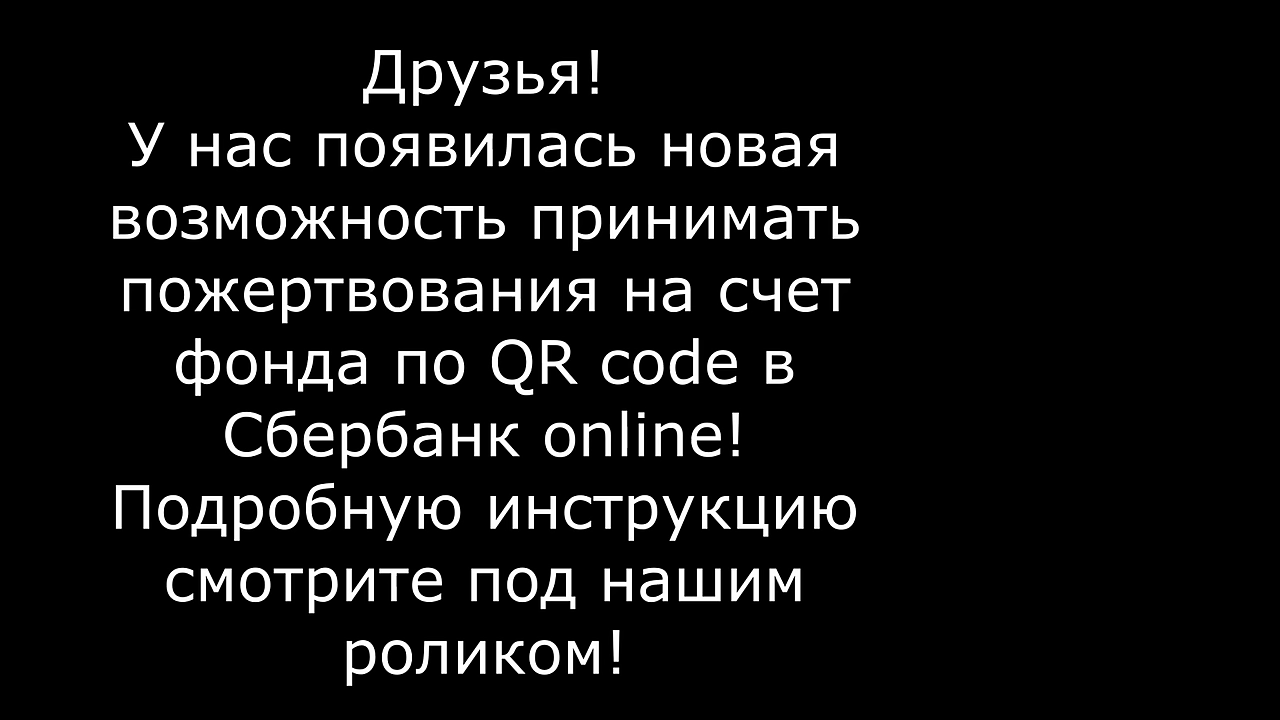 Друзья!
У нас появилась новая
возможность принимать
пожертвования на счет
фонда по QR code в
Сбербанк online!
Подробную инструкцию
смотрите под нашим
роликом!